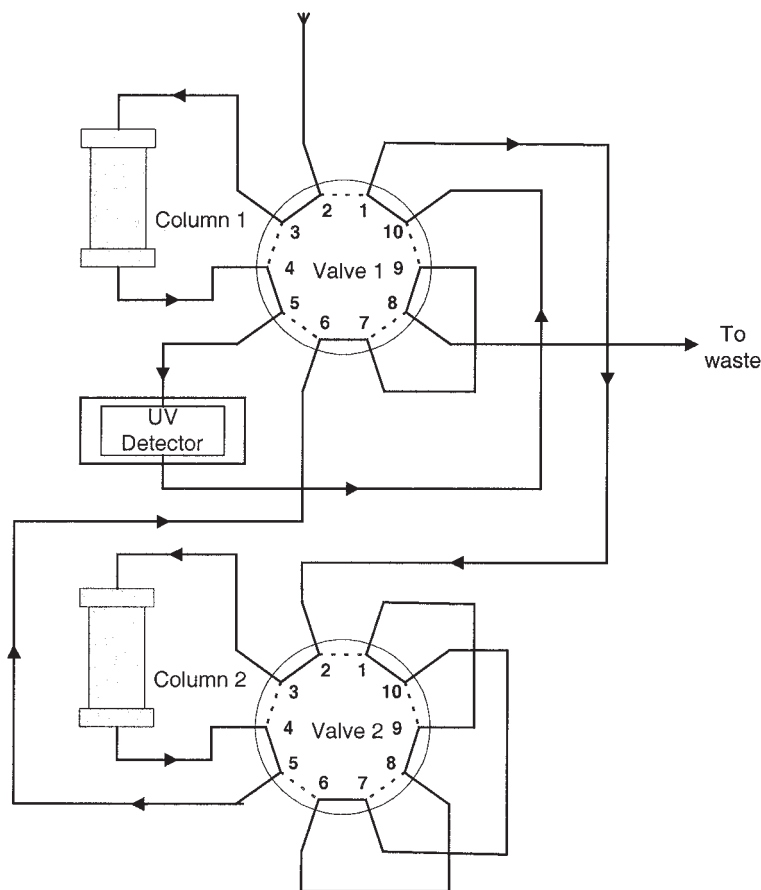 2 1
Column 1
3 10
4 Valve 1 9
5 8
6 7
To
waste
UV
Detector
2 1
Column 2
3 10
4 Valve 2 9
5 8
6 7